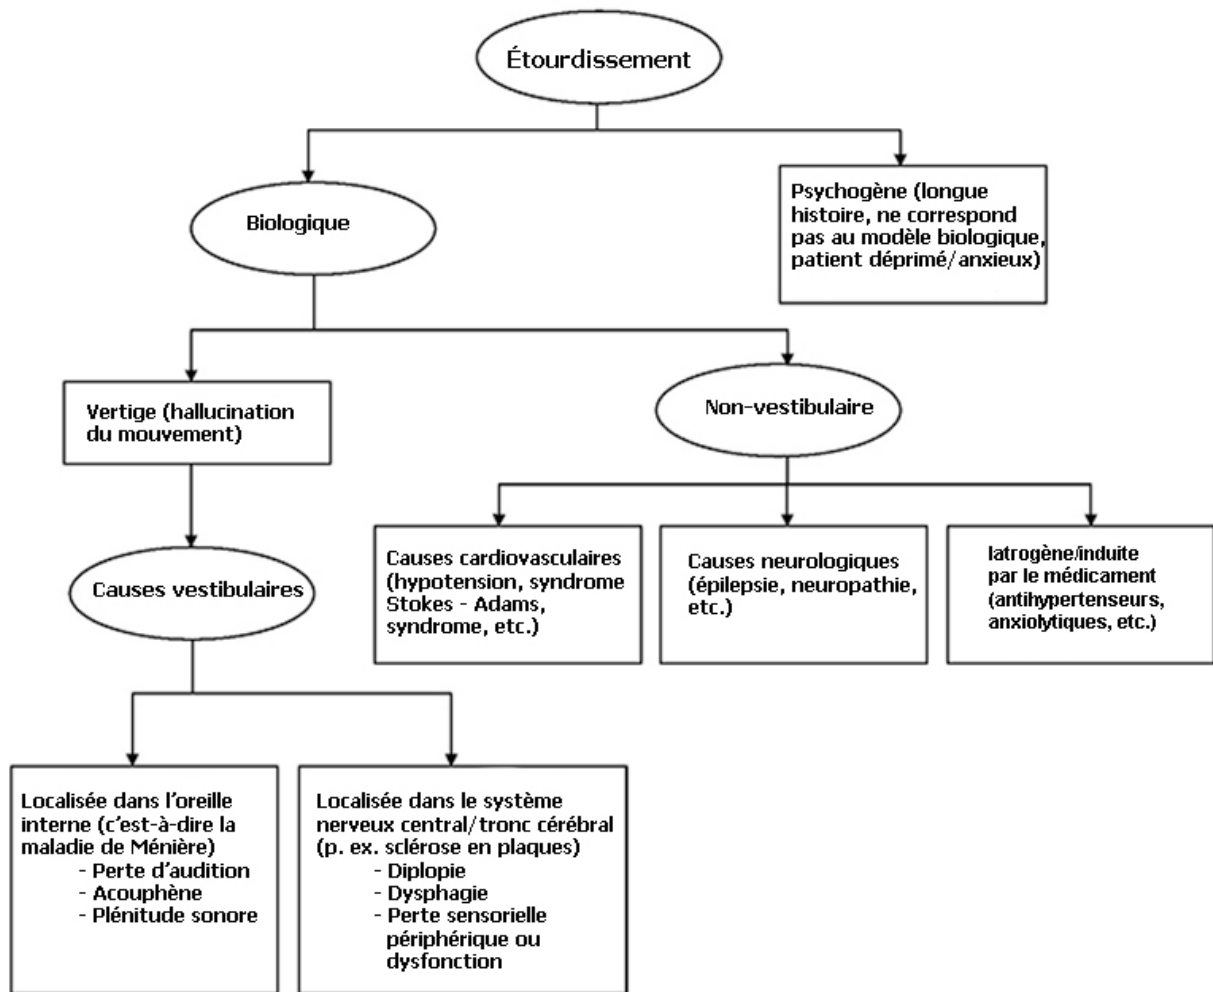 Étourdissement
Biologique
Psychogène (longue
histoire, ne correspond
pas au modèle biologique,
patient déprimé/anxieux)
Vertige (hallucination
du mouvement)
Non-vestibulaire
Causes vestibulaires
Causes cardiovasculaires
(hypotension, syndrome
Stokes - Adams,
syndrome, etc.)
Causes neurologiques
(épilepsie, neuropathie,
etc.)
Iatrogène/induite
par le médicament
(antihypertenseurs,
anxiolytiques, etc.)
Localisée dans l'oreille
interne (c'est-à-dire la
maladie de Ménière)
- Perte d'audition
- Acouphène
- Plénitude sonore
Localisée dans le système
nerveux central/tronc cérébral
(p. ex. sclérose en plaques)
- Diplopie
- Dysphagie
- Perte sensorielle
périphérique ou
dysfonction